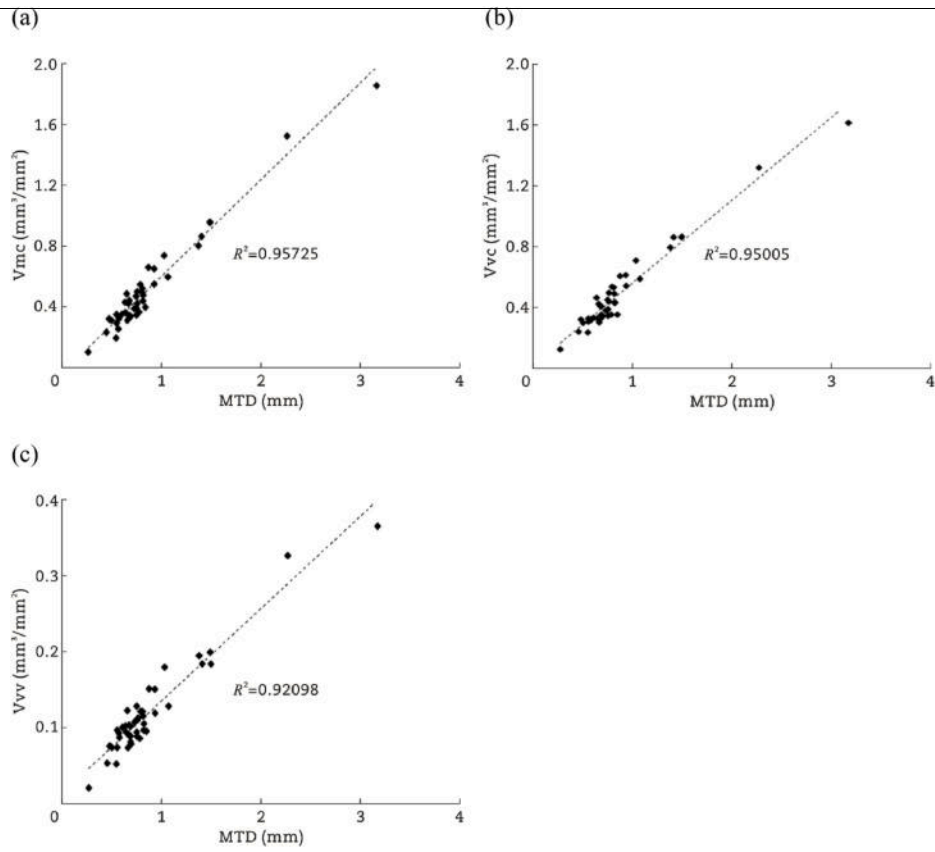 (a)
2.0
1.6
1.2
0.8
0.4
0
1
2
3
4
Vmc (mm³/mm²)
MTD (mm)
R²=0.95725
(b)
2.0
1.6
1.2
0.8
0.4
0
1
2
3
4
Vvc (mm³/mm²)
MTD (mm)
R²=0.95005
(c)
0.4
0.3
0.2
0.1
0
1
2
3
4
Vvv (mm³/mm²)
MTD (mm)
R²=0.92098